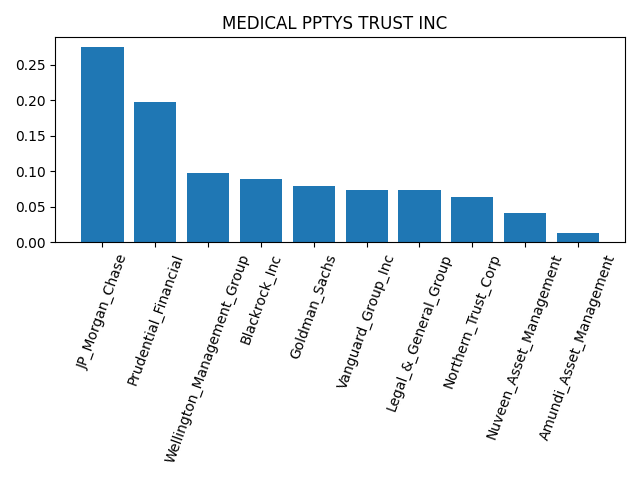 MEDICAL PPTYS TRUST INC
0.25
0.20
0.15
0.10
0.05
0.00
JP_Morgan_Chase
Prudential_Financial
Wellington_Management_Group
Blackrock_Inc
Goldman_Sachs
Vanguard_Group_Inc
Legal_&_General_Group
Northern_Trust_Corp
Nuveen_Asset_Management
Amundi_Asset_Management